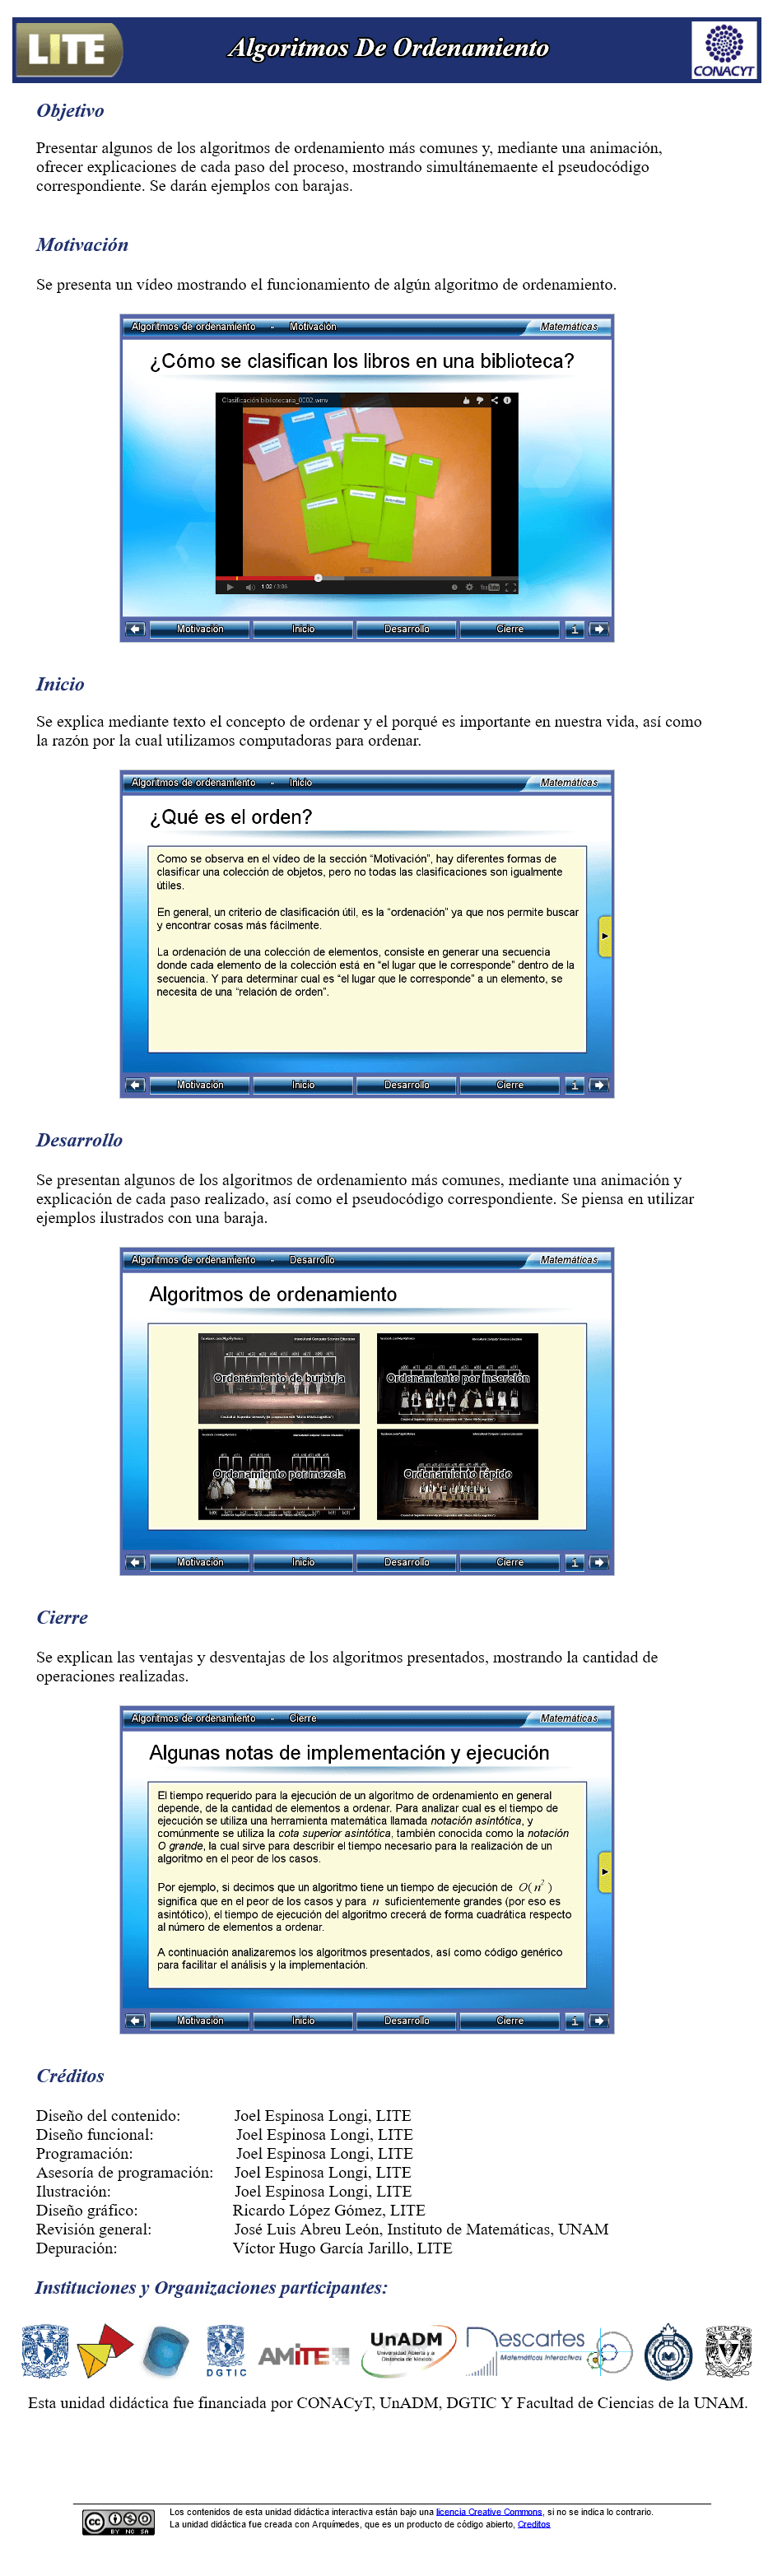 LITE
Algoritmos De Ordenamiento
CONACYT
Objetivo
Presentar algunos de los algoritmos de ordenamiento más comunes y, mediante una animación,
ofrecer explicaciones de cada paso del proceso, mostrando simultánemaente el pseudocódigo
correspondiente. Se darán ejemplos con barajas.
Motivación
Se presenta un vídeo mostrando el funcionamiento de algún algoritmo de ordenamiento.
Algoritmos de ordenamiento - Motivación Matemáticas
¿Cómo se clasifican los libros en una biblioteca?
Clasificación bibliotecaria_0002.wmv
1:02 / 3:05
YouTube
Motivación Inicio Desarrollo Cierre i
Inicio
Se explica mediante texto el concepto de ordenar y el porqué es importante en nuestra vida, así como
la razón por la cual utilizamos computadoras para ordenar.
Algoritmos de ordenamiento - Inicio Matemáticas
¿Qué es el orden?
Como se observa en el vídeo de la sección “Motivación”, hay diferentes formas de
clasificar una colección de objetos, pero no todas las clasificaciones son igualmente
útiles.
En general, un criterio de clasificación útil, es la “ordenación” ya que nos permite buscar
y encontrar cosas más fácilmente.
La ordenación de una colección de elementos, consiste en generar una secuencia
donde cada elemento de la colección está en “el lugar que le corresponde” dentro de la
secuencia. Y para determinar cual es “el lugar que le corresponde” a un elemento, se
necesita de una “relación de orden”.
Motivación Inicio Desarrollo Cierre i
Desarrollo
Se presentan algunos de los algoritmos de ordenamiento más comunes, mediante una animación y
explicación de cada paso realizado, así como el pseudocódigo correspondiente. Se piensa en utilizar
ejemplos ilustrados con una baraja.
Algoritmos de ordenamiento - Desarrollo Matemáticas
Algoritmos de ordenamiento
Ordenamiento de burbuja
Ordenamiento por inserción
Ordenamiento por mezcla
Ordenamiento rápido
Motivación Inicio Desarrollo Cierre i
Cierre
Se explican las ventajas y desventajas de los algoritmos presentados, mostrando la cantidad de
operaciones realizadas.
Algoritmos de ordenamiento - Cierre Matemáticas
Algunas notas de implementación y ejecución
El tiempo requerido para la ejecución de un algoritmo de ordenamiento en general
depende, de la cantidad de elementos a ordenar. Para analizar cual es el tiempo de
ejecución se utiliza una herramienta matemática llamada notación asintótica, y
comúnmente se utiliza la cota superior asintótica, también conocida como la notación
O grande, la cual sirve para describir el tiempo necesario para la realización de un
algoritmo en el peor de los casos.
Por ejemplo, si decimos que un algoritmo tiene un tiempo de ejecución de O(n²)
significa que en el peor de los casos y para n suficientemente grandes (por eso es
asintótico), el tiempo de ejecución del algoritmo crecerá de forma cuadrática respecto
al número de elementos a ordenar.
A continuación analizaremos los algoritmos presentados, así como código genérico
para facilitar el análisis y la implementación.
Motivación Inicio Desarrollo Cierre i
Créditos
Diseño del contenido: Joel Espinosa Longi, LITE
Diseño funcional: Joel Espinosa Longi, LITE
Programación: Joel Espinosa Longi, LITE
Asesoría de programación: Joel Espinosa Longi, LITE
Ilustración: Joel Espinosa Longi, LITE
Diseño gráfico: Ricardo López Gómez, LITE
Revisión general: José Luis Abreu León, Instituto de Matemáticas, UNAM
Depuración: Víctor Hugo García Jarillo, LITE
Instituciones y Organizaciones participantes:
DGTIC
AMITE
UnADM
Universidad Abierta y a
Distancia de México
Descartes
Matemáticas Interactivas
Esta unidad didáctica fue financiada por CONACyT, UnADM, DGTIC Y Facultad de Ciencias de la UNAM.
Los contenidos de esta unidad didáctica interactiva están bajo una licencia Creative Commons, si no se indica lo contrario.
La unidad didáctica fue creada con Arquímedes, que es un producto de código abierto, Creditos
cc BY NC SA